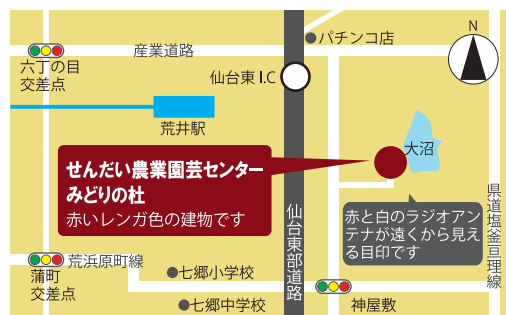 パチンコ店
N
産業道路
六丁の目
交差点
仙台東I.C
荒井駅
大沼
せんだい農業園芸センター
みどりの杜
赤いレンガ色の建物です
赤と白のラジオアン
テナが遠くから見え
る目印です
県道塩釜亘理線
仙台東部道路
荒浜原町線
蒲町
交差点
七郷小学校
七郷中学校
神屋敷